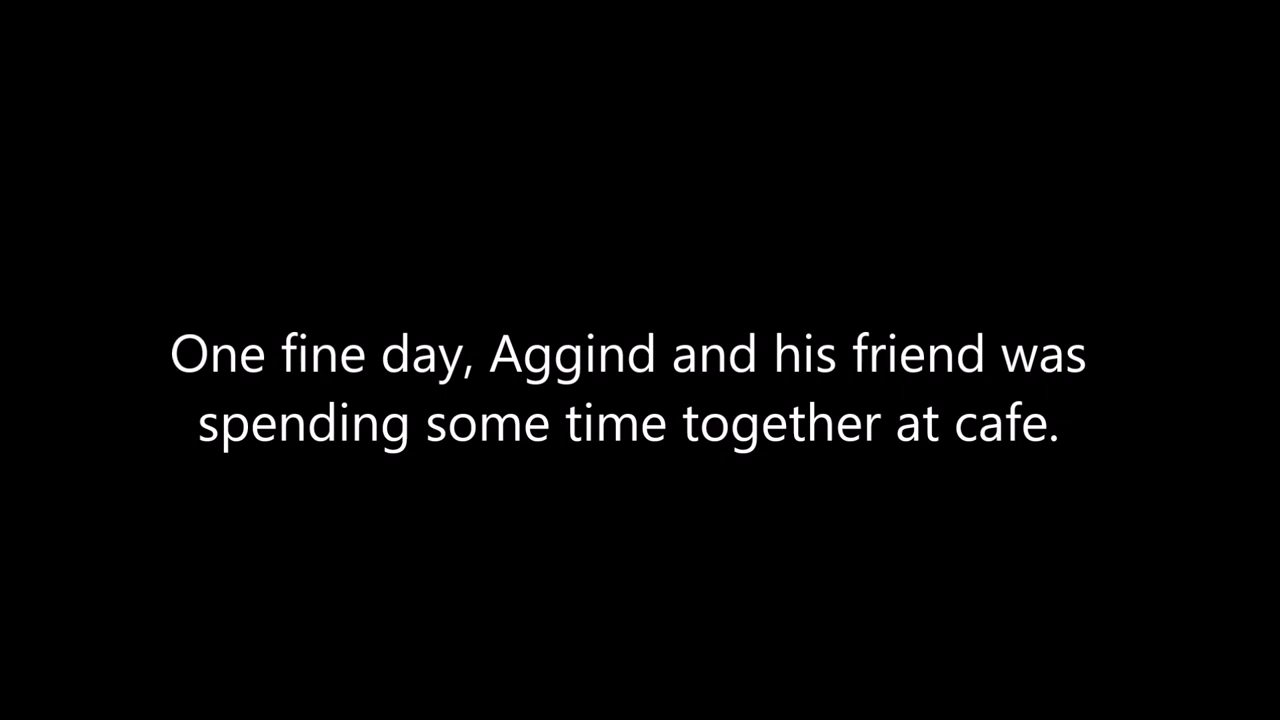 One fine day, Aggind and his friend was
spending some time together at cafe.